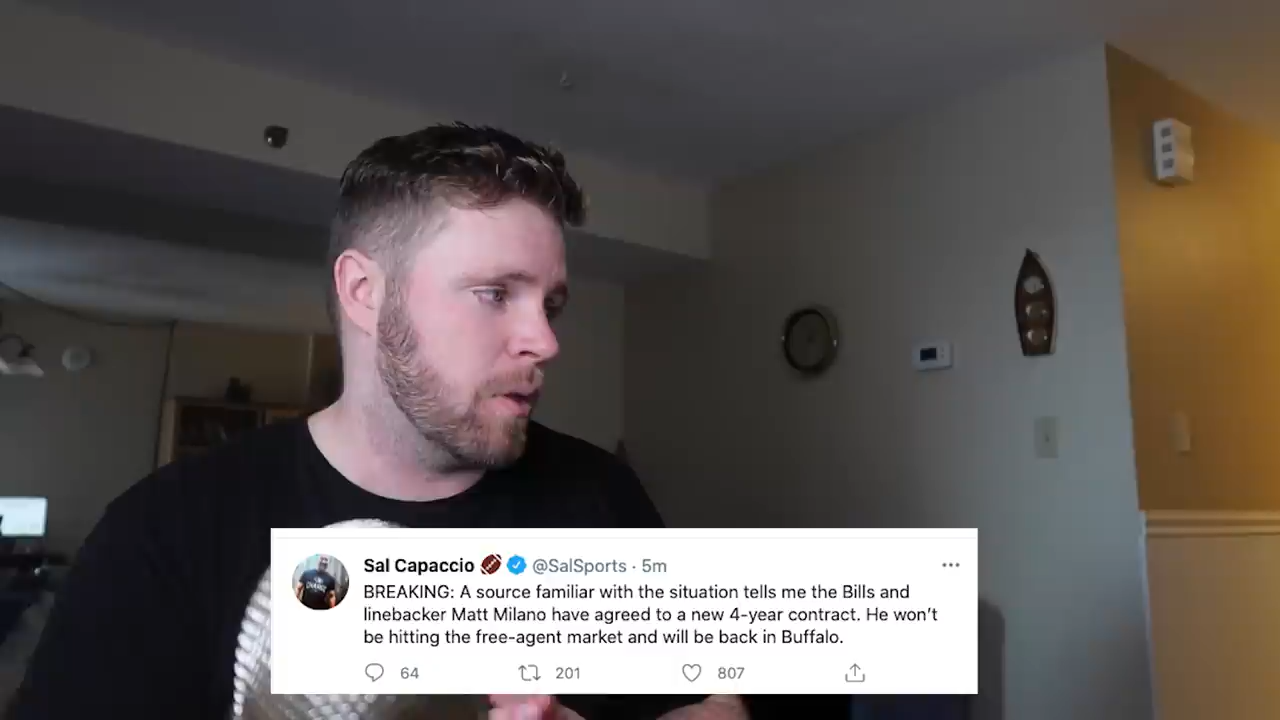 Sal Capaccio 🏈 @SalSports · 5m
BREAKING: A source familiar with the situation tells me the Bills and
linebacker Matt Milano have agreed to a new 4-year contract. He won’t
be hitting the free-agent market and will be back in Buffalo.
64 201 807